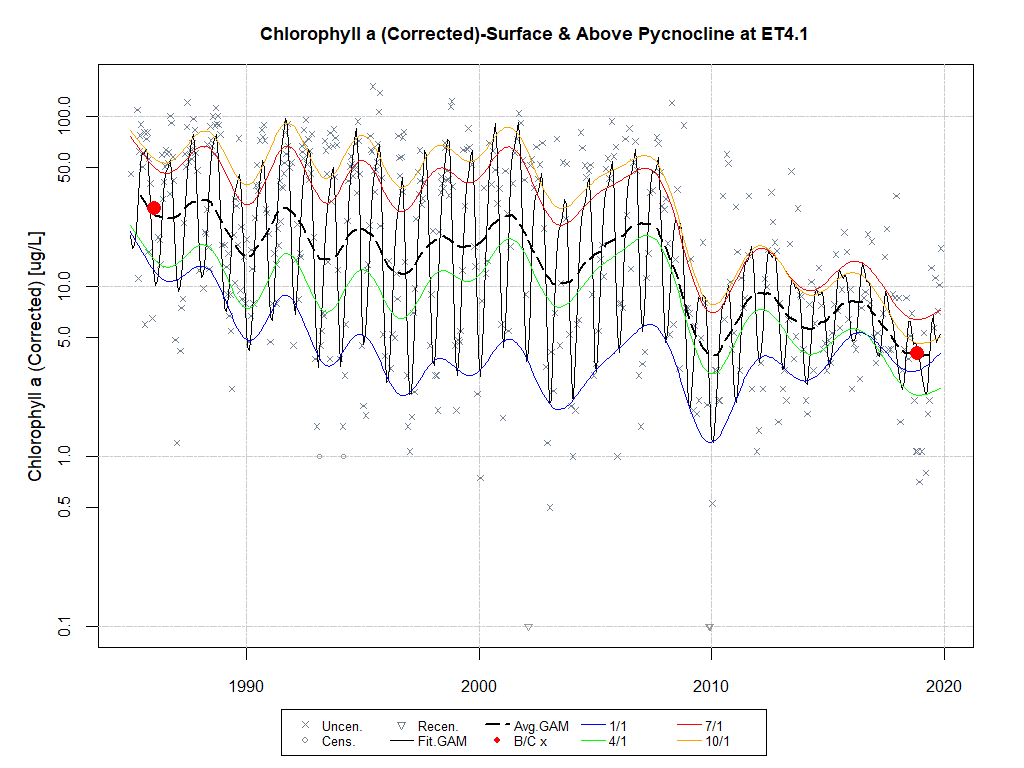 Chlorophyll a (Corrected)-Surface & Above Pycnocline at ET4.1
Chlorophyll a (Corrected) [ug/L]
100.0
50.0
10.0
5.0
1.0
0.5
0.1
1990 2000 2010 2020
Uncen. Recen. Avg.GAM 1/1 7/1
Cens. Fit.GAM B/C x 4/1 10/1